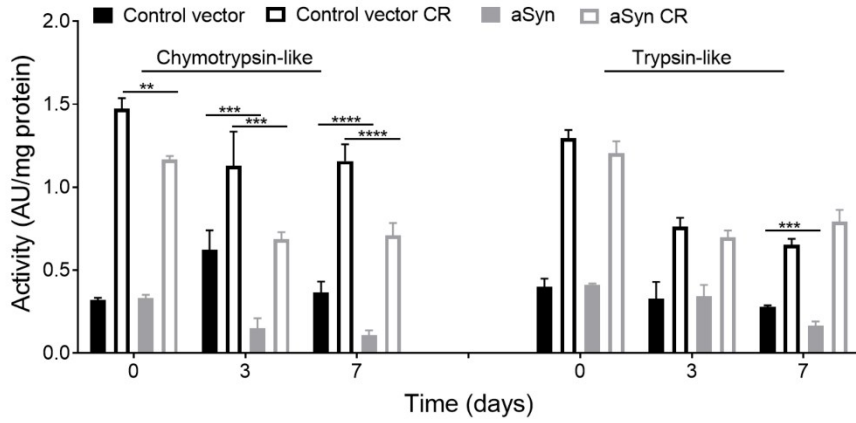 Control vector Control vector CR aSyn aSyn CR
Chymotrypsin-like Trypsin-like
** *** *** **** **** ***
Activity (AU/mg protein)
2.0
1.5
1.0
0.5
0.0
0 3 7 0 3 7
Time (days)